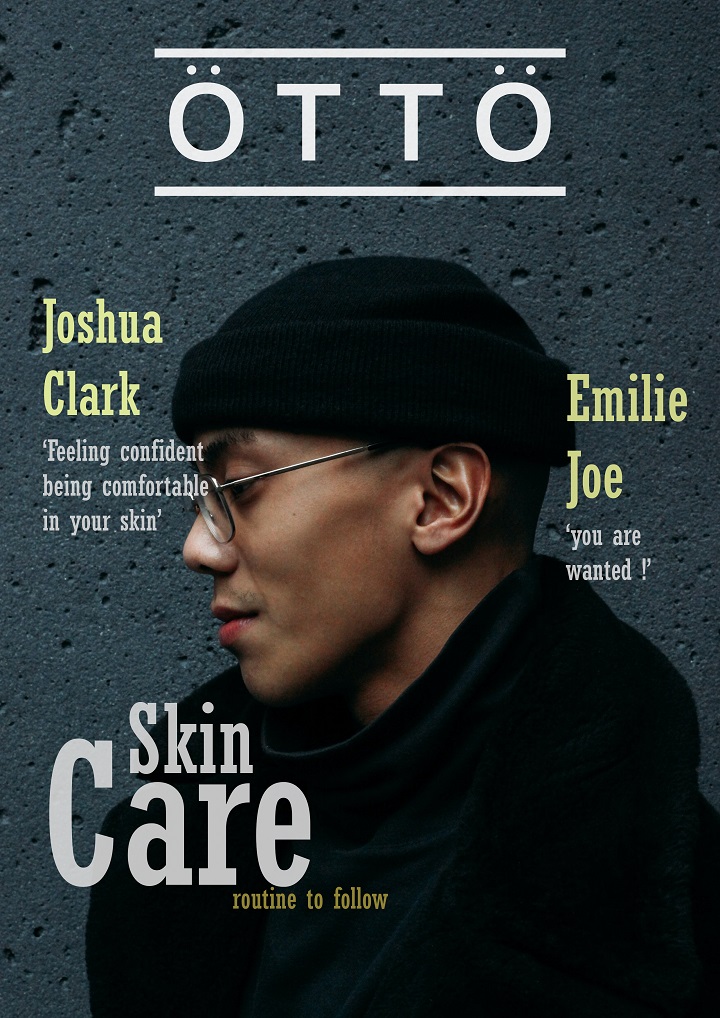 ÖTTÖ
Joshua
Clark
‘Feeling confident
being comfortable
in your skin’
Emilie
Joe
‘you are
wanted !’
Skin
Care
routine to follow